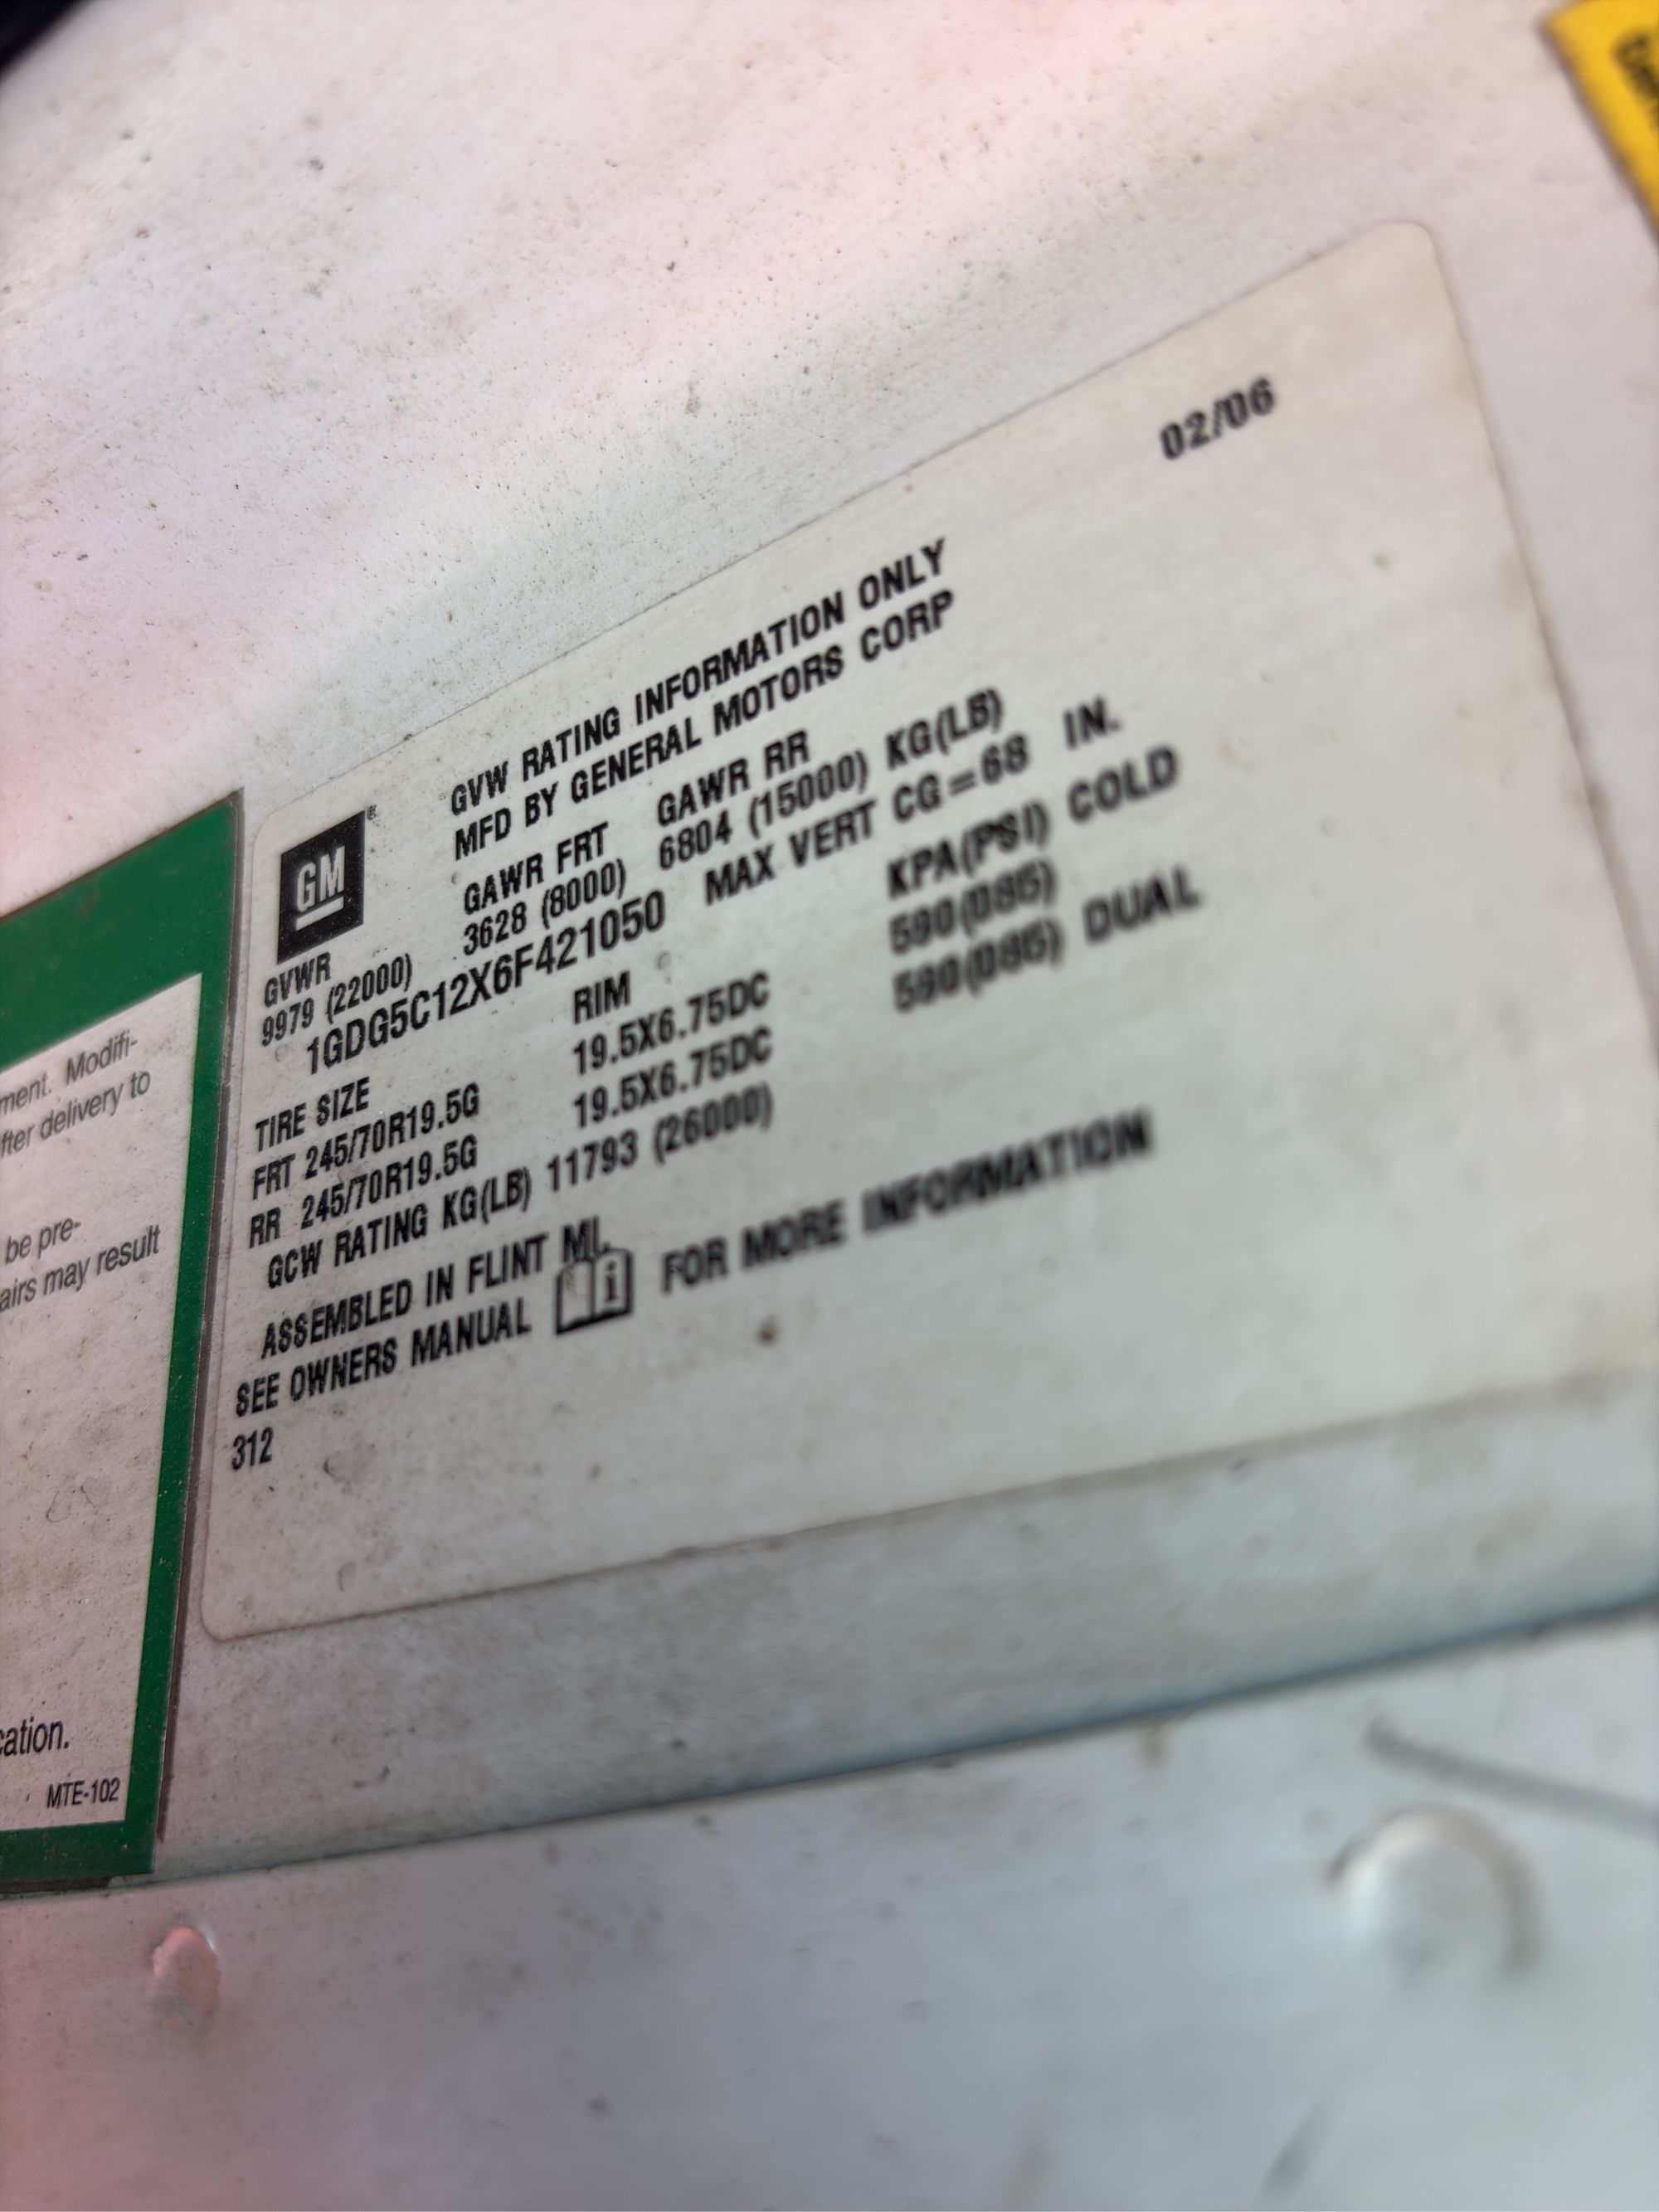 02/06
GM
GVW RATING INFORMATION ONLY
MFD BY GENERAL MOTORS CORP
GVWR GAWR FRT GAWR RR
9979 (22000) 3628 (8000) 6804 (15000) KG(LB)
1GDG5C12X6F421050 MAX VERT CG=68 IN.
TIRE SIZE RIM KPA(PSI) COLD
FRT 245/70R19.5G 19.5X6.75DC 590(085)
RR 245/70R19.5G 19.5X6.75DC 590(085) DUAL
GCW RATING KG(LB) 11793 (26000)
ASSEMBLED IN FLINT MI.
SEE OWNERS MANUAL i FOR MORE INFORMATION
312
ment. Modifi-
fter delivery to
be pre-
airs may result
cation.
MTE-102